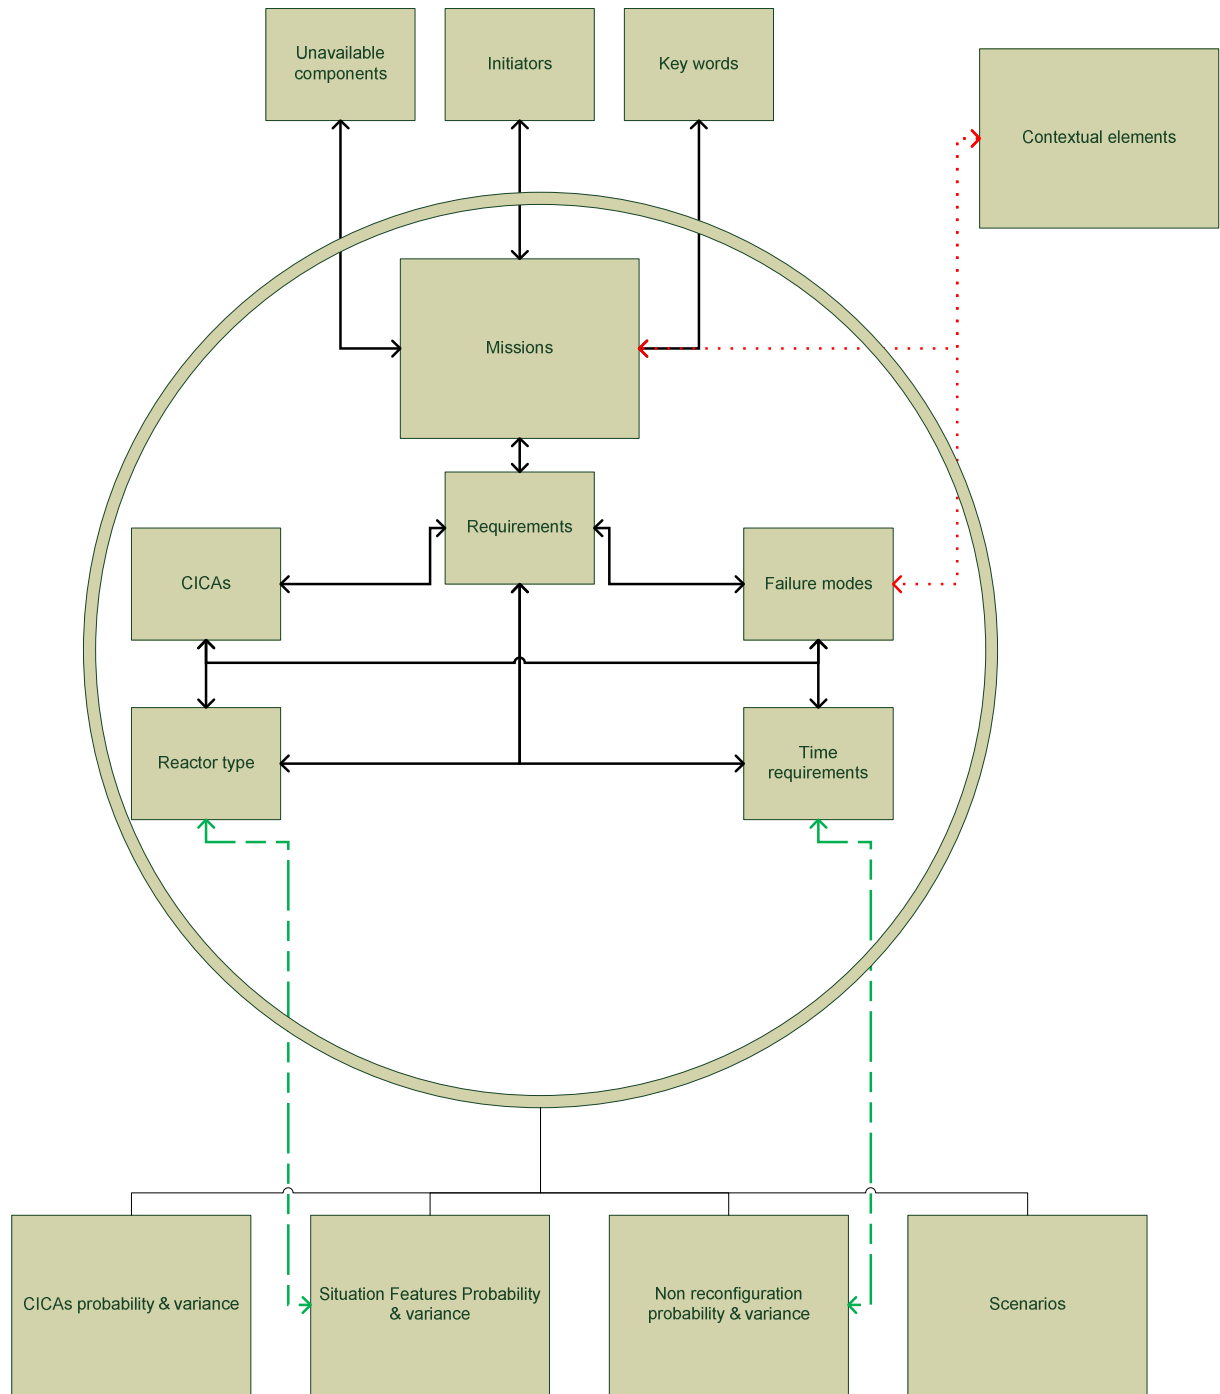 Unavailable
components
Initiators
Key words
Contextual elements
Missions
Requirements
CICAs
Failure modes
Reactor type
Time
requirements
CICAs probability & variance
Situation Features Probability
& variance
Non reconfiguration
probability & variance
Scenarios